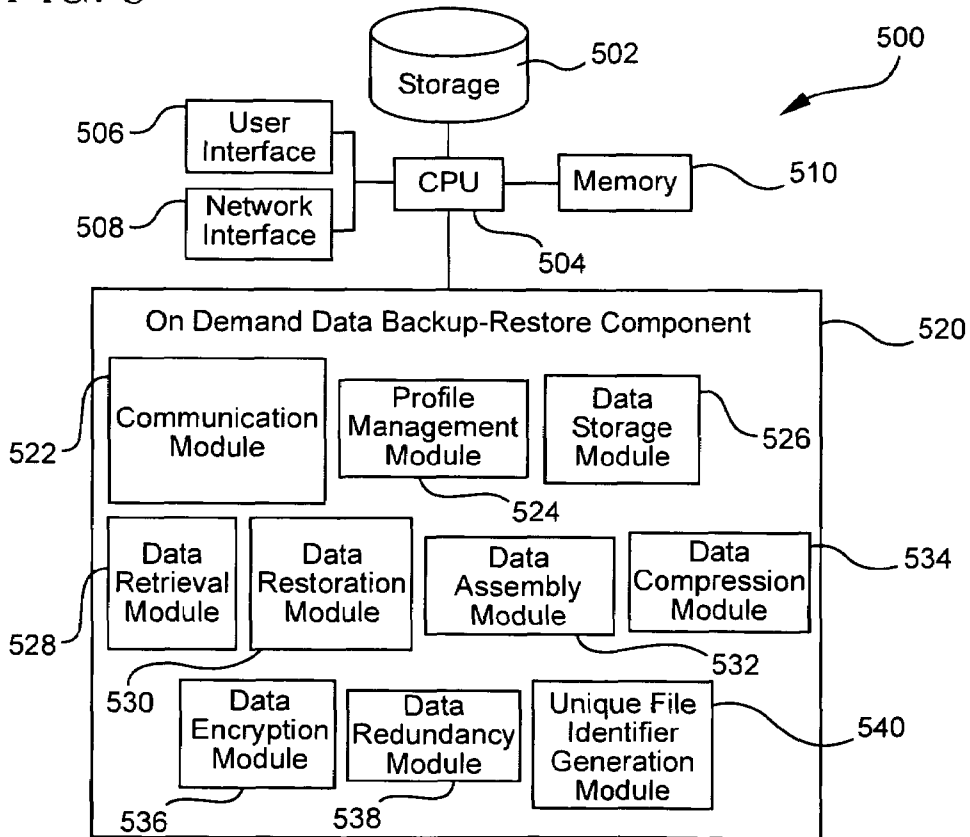 500
502
Storage
506
User
Interface
CPU
Memory
510
508
Network
Interface
504
On Demand Data Backup-Restore Component
520
522
Communication
Module
Profile
Management
Module
524
Data
Storage
Module
526
528
Data
Retrieval
Module
Data
Restoration
Module
530
Data
Assembly
Module
532
Data
Compression
Module
534
Data
Encryption
Module
536
Data
Redundancy
Module
538
Unique File
Identifier
Generation
Module
540